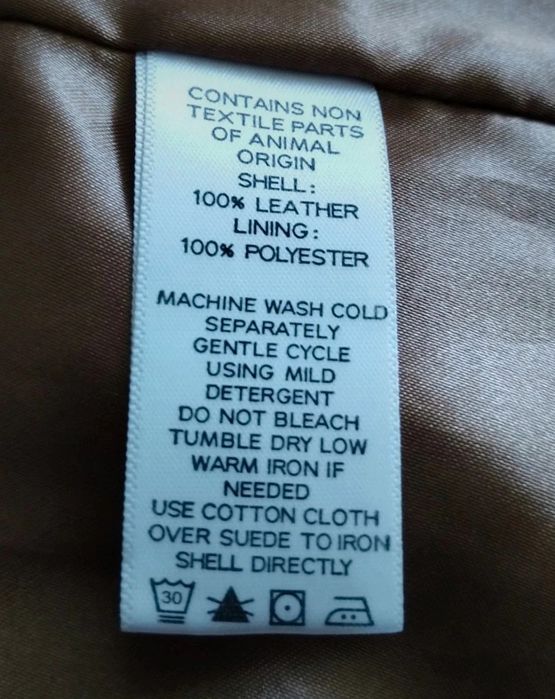 CONTAINS NON
TEXTILE PARTS
OF ANIMAL
ORIGIN
SHELL:
100% LEATHER
LINING:
100% POLYESTER
MACHINE WASH COLD
SEPARATELY
GENTLE CYCLE
USING MILD
DETERGENT
DO NOT BLEACH
TUMBLE DRY LOW
WARM IRON IF
NEEDED
USE COTTON CLOTH
OVER SUEDE TO IRON
SHELL DIRECTLY
30